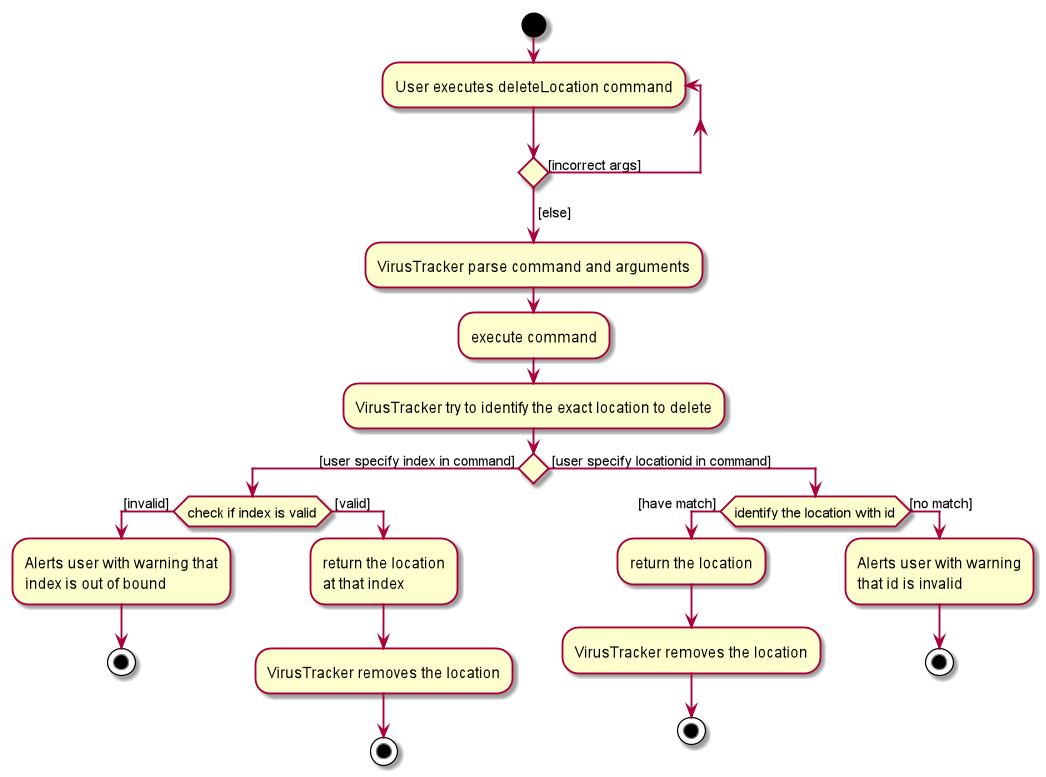 User executes deleteLocation command
[incorrect args]
[else]
VirusTracker parse command and arguments
execute command
VirusTracker try to identify the exact location to delete
[user specify index in command]
[user specify locationid in command]
[invalid]
check if index is valid
[valid]
[have match]
identify the location with id
[no match]
Alerts user with warning that
index is out of bound
return the location
at that index
return the location
Alerts user with warning
that id is invalid
VirusTracker removes the location
VirusTracker removes the location